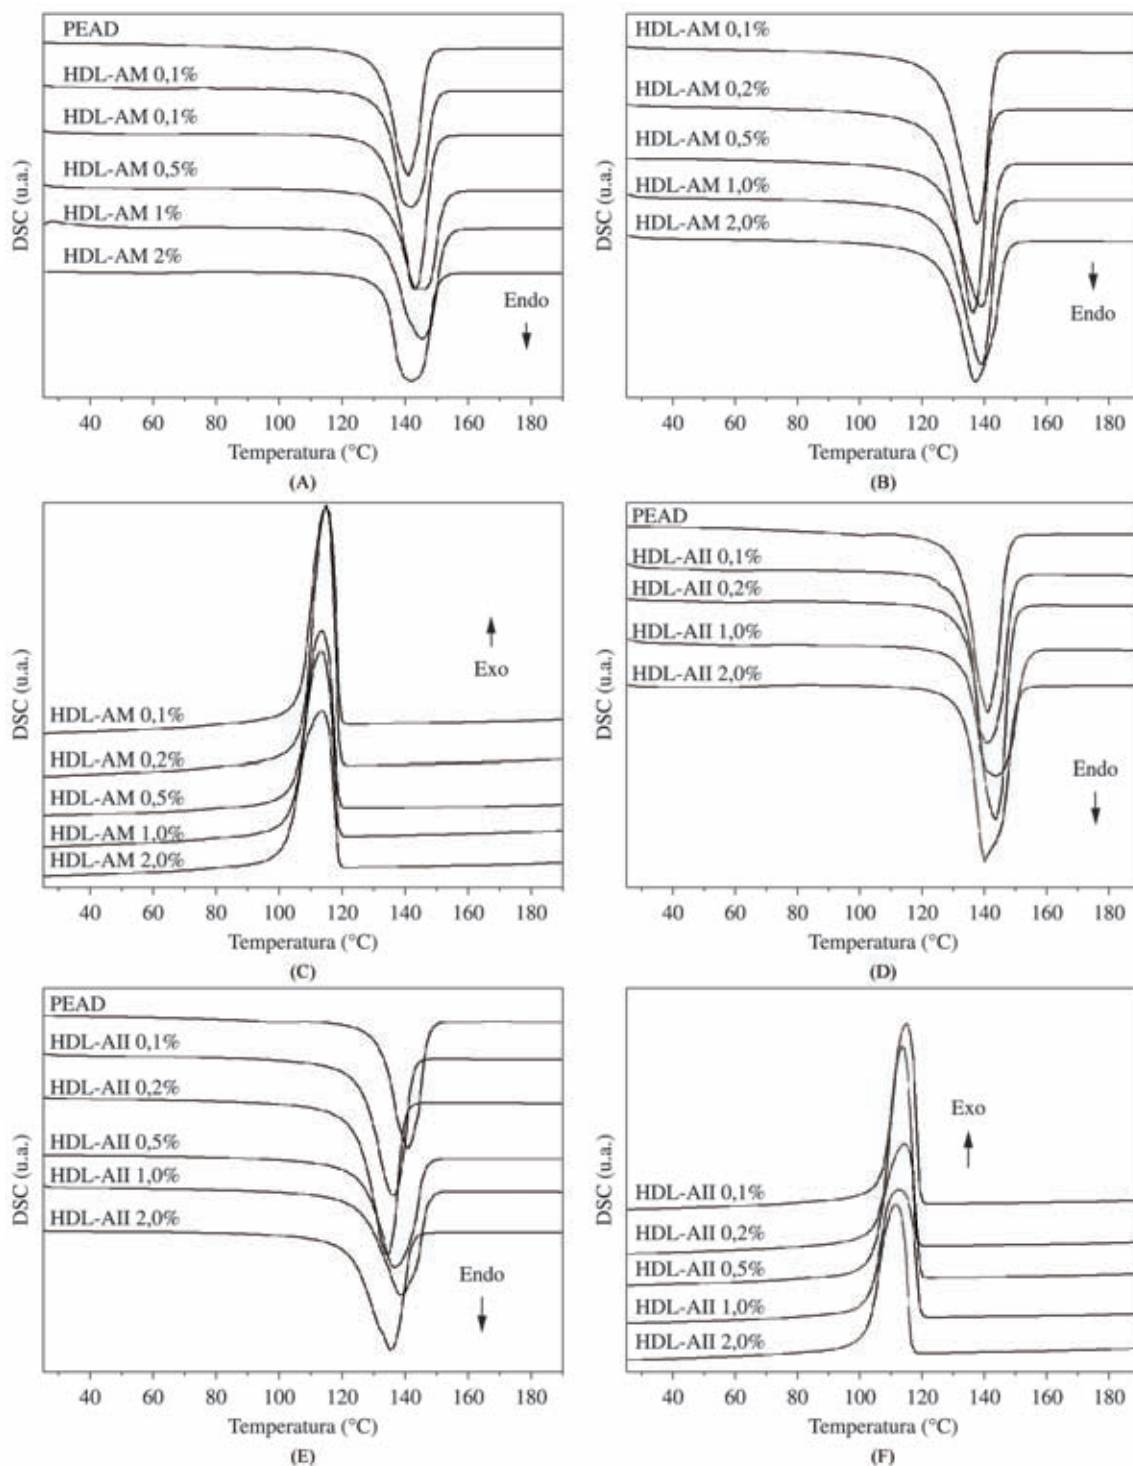 PEAD
HDL-AM 0,1%
HDL-AM 0,1%
HDL-AM 0,5%
HDL-AM 1%
HDL-AM 2%
Endo
DSC (u.a.)
40 60 80 100 120 140 160 180
Temperatura (°C)
(A)
HDL-AM 0,1%
HDL-AM 0,2%
HDL-AM 0,5%
HDL-AM 1,0%
HDL-AM 2,0%
Endo
DSC (u.a.)
40 60 80 100 120 140 160 180
Temperatura (°C)
(B)
Exo
HDL-AM 0,1%
HDL-AM 0,2%
HDL-AM 0,5%
HDL-AM 1,0%
HDL-AM 2,0%
DSC (u.a.)
40 60 80 100 120 140 160 180
Temperatura (°C)
(C)
PEAD
HDL-AII 0,1%
HDL-AII 0,2%
HDL-AII 1,0%
HDL-AII 2,0%
Endo
DSC (u.a.)
40 60 80 100 120 140 160 180
Temperatura (°C)
(D)
PEAD
HDL-AII 0,1%
HDL-AII 0,2%
HDL-AII 0,5%
HDL-AII 1,0%
HDL-AII 2,0%
Endo
DSC (u.a.)
40 60 80 100 120 140 160 180
Temperatura (°C)
(E)
Exo
HDL-AII 0,1%
HDL-AII 0,2%
HDL-AII 0,5%
HDL-AII 1,0%
HDL-AII 2,0%
DSC (u.a.)
40 60 80 100 120 140 160 180
Temperatura (°C)
(F)